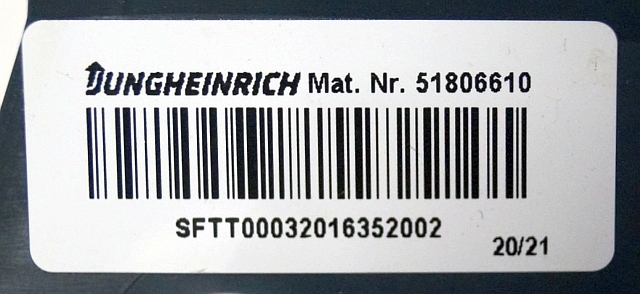 JUNGHEINRICH Mat. Nr. 51806610
SFTT00032016352002
20/21